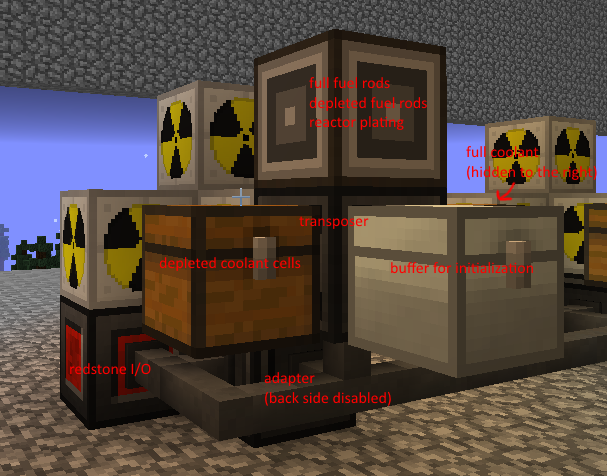 full fuel rods
depleted fuel rods
reactor plating
full coolant
(hidden to the right)
transposer
depleted coolant cells
buffer for initialization
redstone I/O
adapter
(back side disabled)